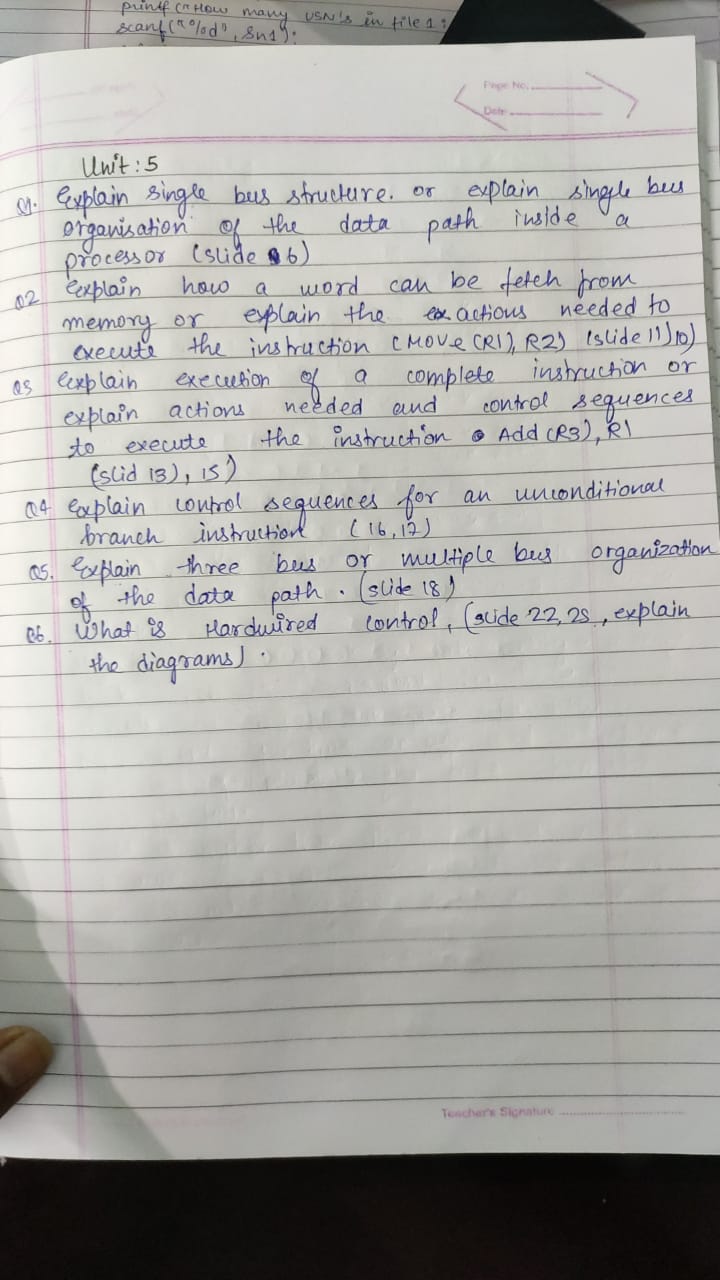 printf ("How many USN's in file 1:
scanf("%d", &n1);
Page No.
Date
Unit : 5
Q1. Explain single bus structure. or explain single bus
organisation of the data path inside a
processor (slide 6)
Q2 Explain how a word can be fetch from
memory or explain the actions needed to
execute the instruction (Move (R1), R2) (slide 11) 10)
Q3 Explain execution of a complete instruction or
explain actions needed and control sequences
to execute the instruction Add (R3), R1
(slid 13), 15)
Q4 Explain control sequences for an unconditional
branch instruction (16, 17)
Q5. Explain three bus or multiple bus organization
of the data path. (slide 18)
Q6. What is Hardwired control, (slide 22, 25, explain
the diagrams).
Teacher's Signature